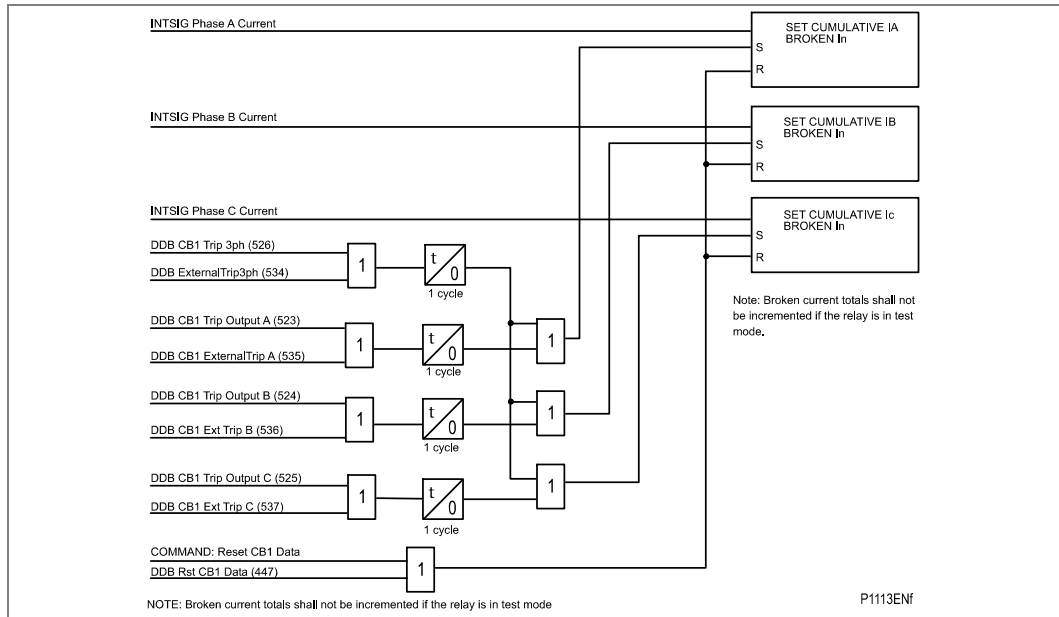 INTSIG Phase A Current
SET CUMULATIVE IA
BROKEN In
S
R
INTSIG Phase B Current
SET CUMULATIVE IB
BROKEN In
S
R
INTSIG Phase C Current
SET CUMULATIVE Ic
BROKEN In
S
R
DDB CB1 Trip 3ph (526)
DDB ExternalTrip3ph (534)
1
t
0
1 cycle
Note: Broken current totals shall not
be incremented if the relay is in test
mode.
DDB CB1 Trip Output A (523)
DDB CB1 ExternalTrip A (535)
1
t
0
1 cycle
1
DDB CB1 Trip Output B (524)
DDB CB1 Ext Trip B (536)
1
t
0
1 cycle
1
DDB CB1 Trip Output C (525)
DDB CB1 Ext Trip C (537)
1
t
0
1 cycle
1
COMMAND: Reset CB1 Data
DDB Rst CB1 Data (447)
1
NOTE: Broken current totals shall not be incremented if the relay is in test mode
P1113ENf